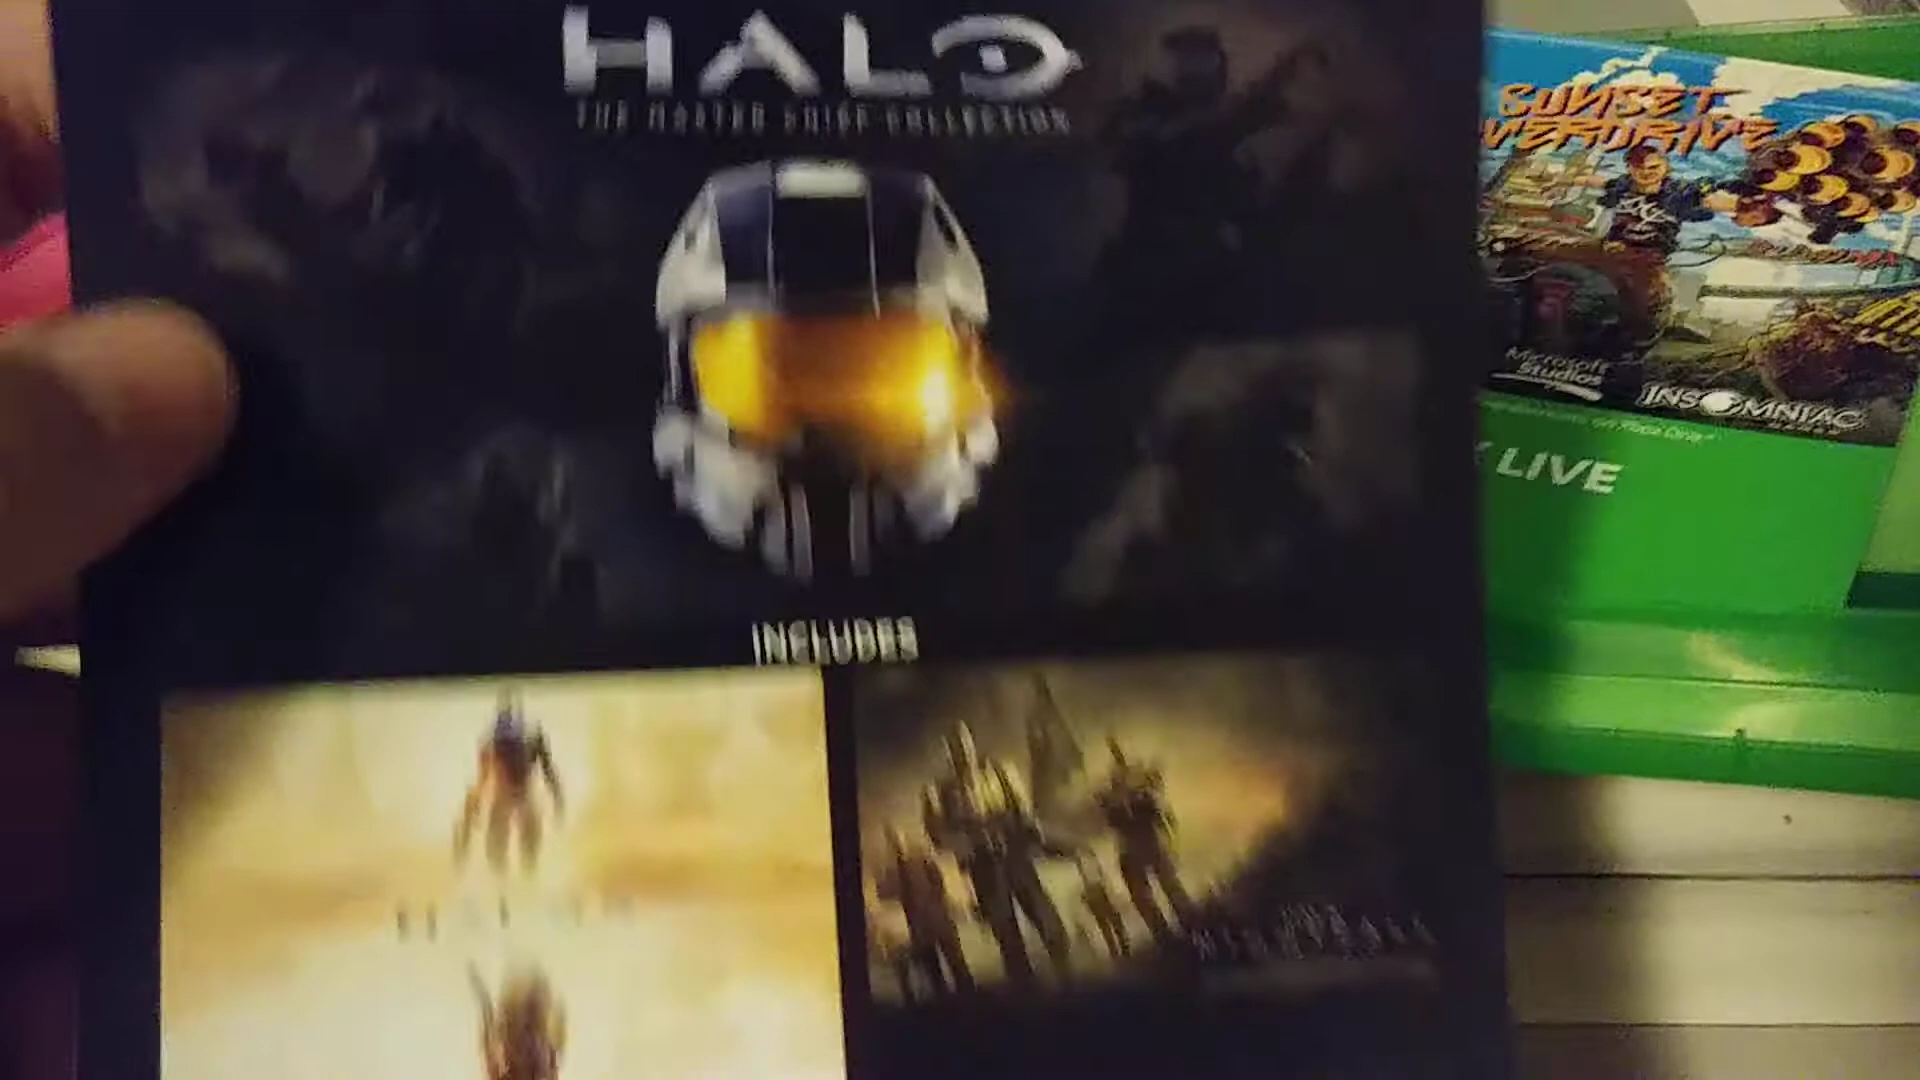 HALO
THE MASTER CHIEF COLLECTION
INCLUDES
SUNSET
OVERDRIVE
Microsoft
Studios
INSOMNIAC
LIVE